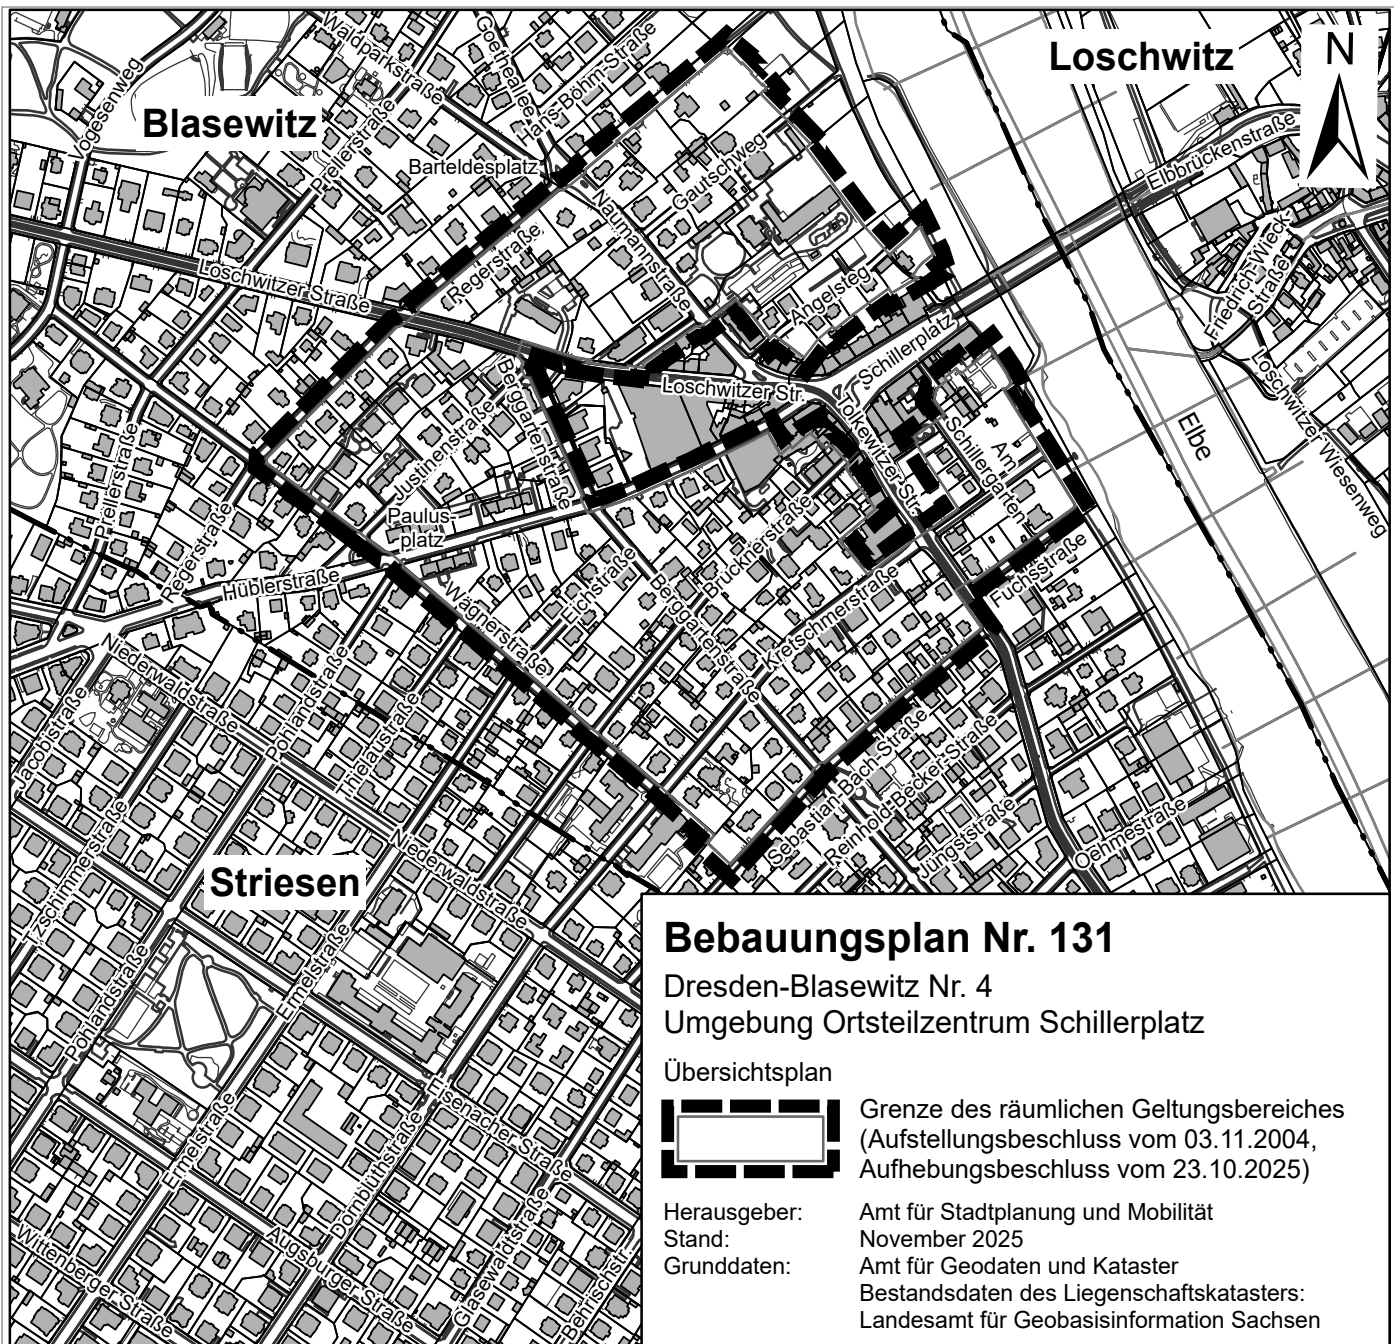 Loschwitz
N
Blasewitz
Vogesenweg
Waldparkstraße
Goetheallee
Hans-Böhm-Straße
Prellerstraße
Barteldesplatz
Elbbrückenstraße
Gautschweg
Naumannstraße
Regerstraße
Friedrich-Wieck-
Straße
Loschwitzer Straße
Angelsteg
Schillerplatz
Loschwitzer Str.
Berggartenstraße
Justinenstraße
Tolkewitzer Str.
Am
Schillergarten
Elbe
Loschwitzer Wiesenweg
Prellerstraße
Regerstraße
Paulus-
platz
Hüblerstraße
Wägnerstraße
Eichstraße
Brucknerstraße
Berggartenstraße
Kretschmerstraße
Fuchsstraße
Niederwaldstraße
Jacobistraße
Pohlandstraße
Thielaustraße
Sebastian-Bach-Straße
Reinhold-Becker-Straße
Jüngststraße
Oehmestraße
Tzschimmerstraße
Niederwaldstraße
Striesen
Pohlandstraße
Ermelstraße
Ermelstraße
Eisenacher Straße
Dornblüthstraße
Augsburger Straße
Glasewaldtstraße
Behrischstr.
Wittenberger Straße
Bebauungsplan Nr. 131
Dresden-Blasewitz Nr. 4
Umgebung Ortsteilzentrum Schillerplatz
Übersichtsplan
Grenze des räumlichen Geltungsbereiches
(Aufstellungsbeschluss vom 03.11.2004,
Aufhebungsbeschluss vom 23.10.2025)
Herausgeber: Amt für Stadtplanung und Mobilität
Stand: November 2025
Grunddaten: Amt für Geodaten und Kataster
Bestandsdaten des Liegenschaftskatasters:
Landesamt für Geobasisinformation Sachsen